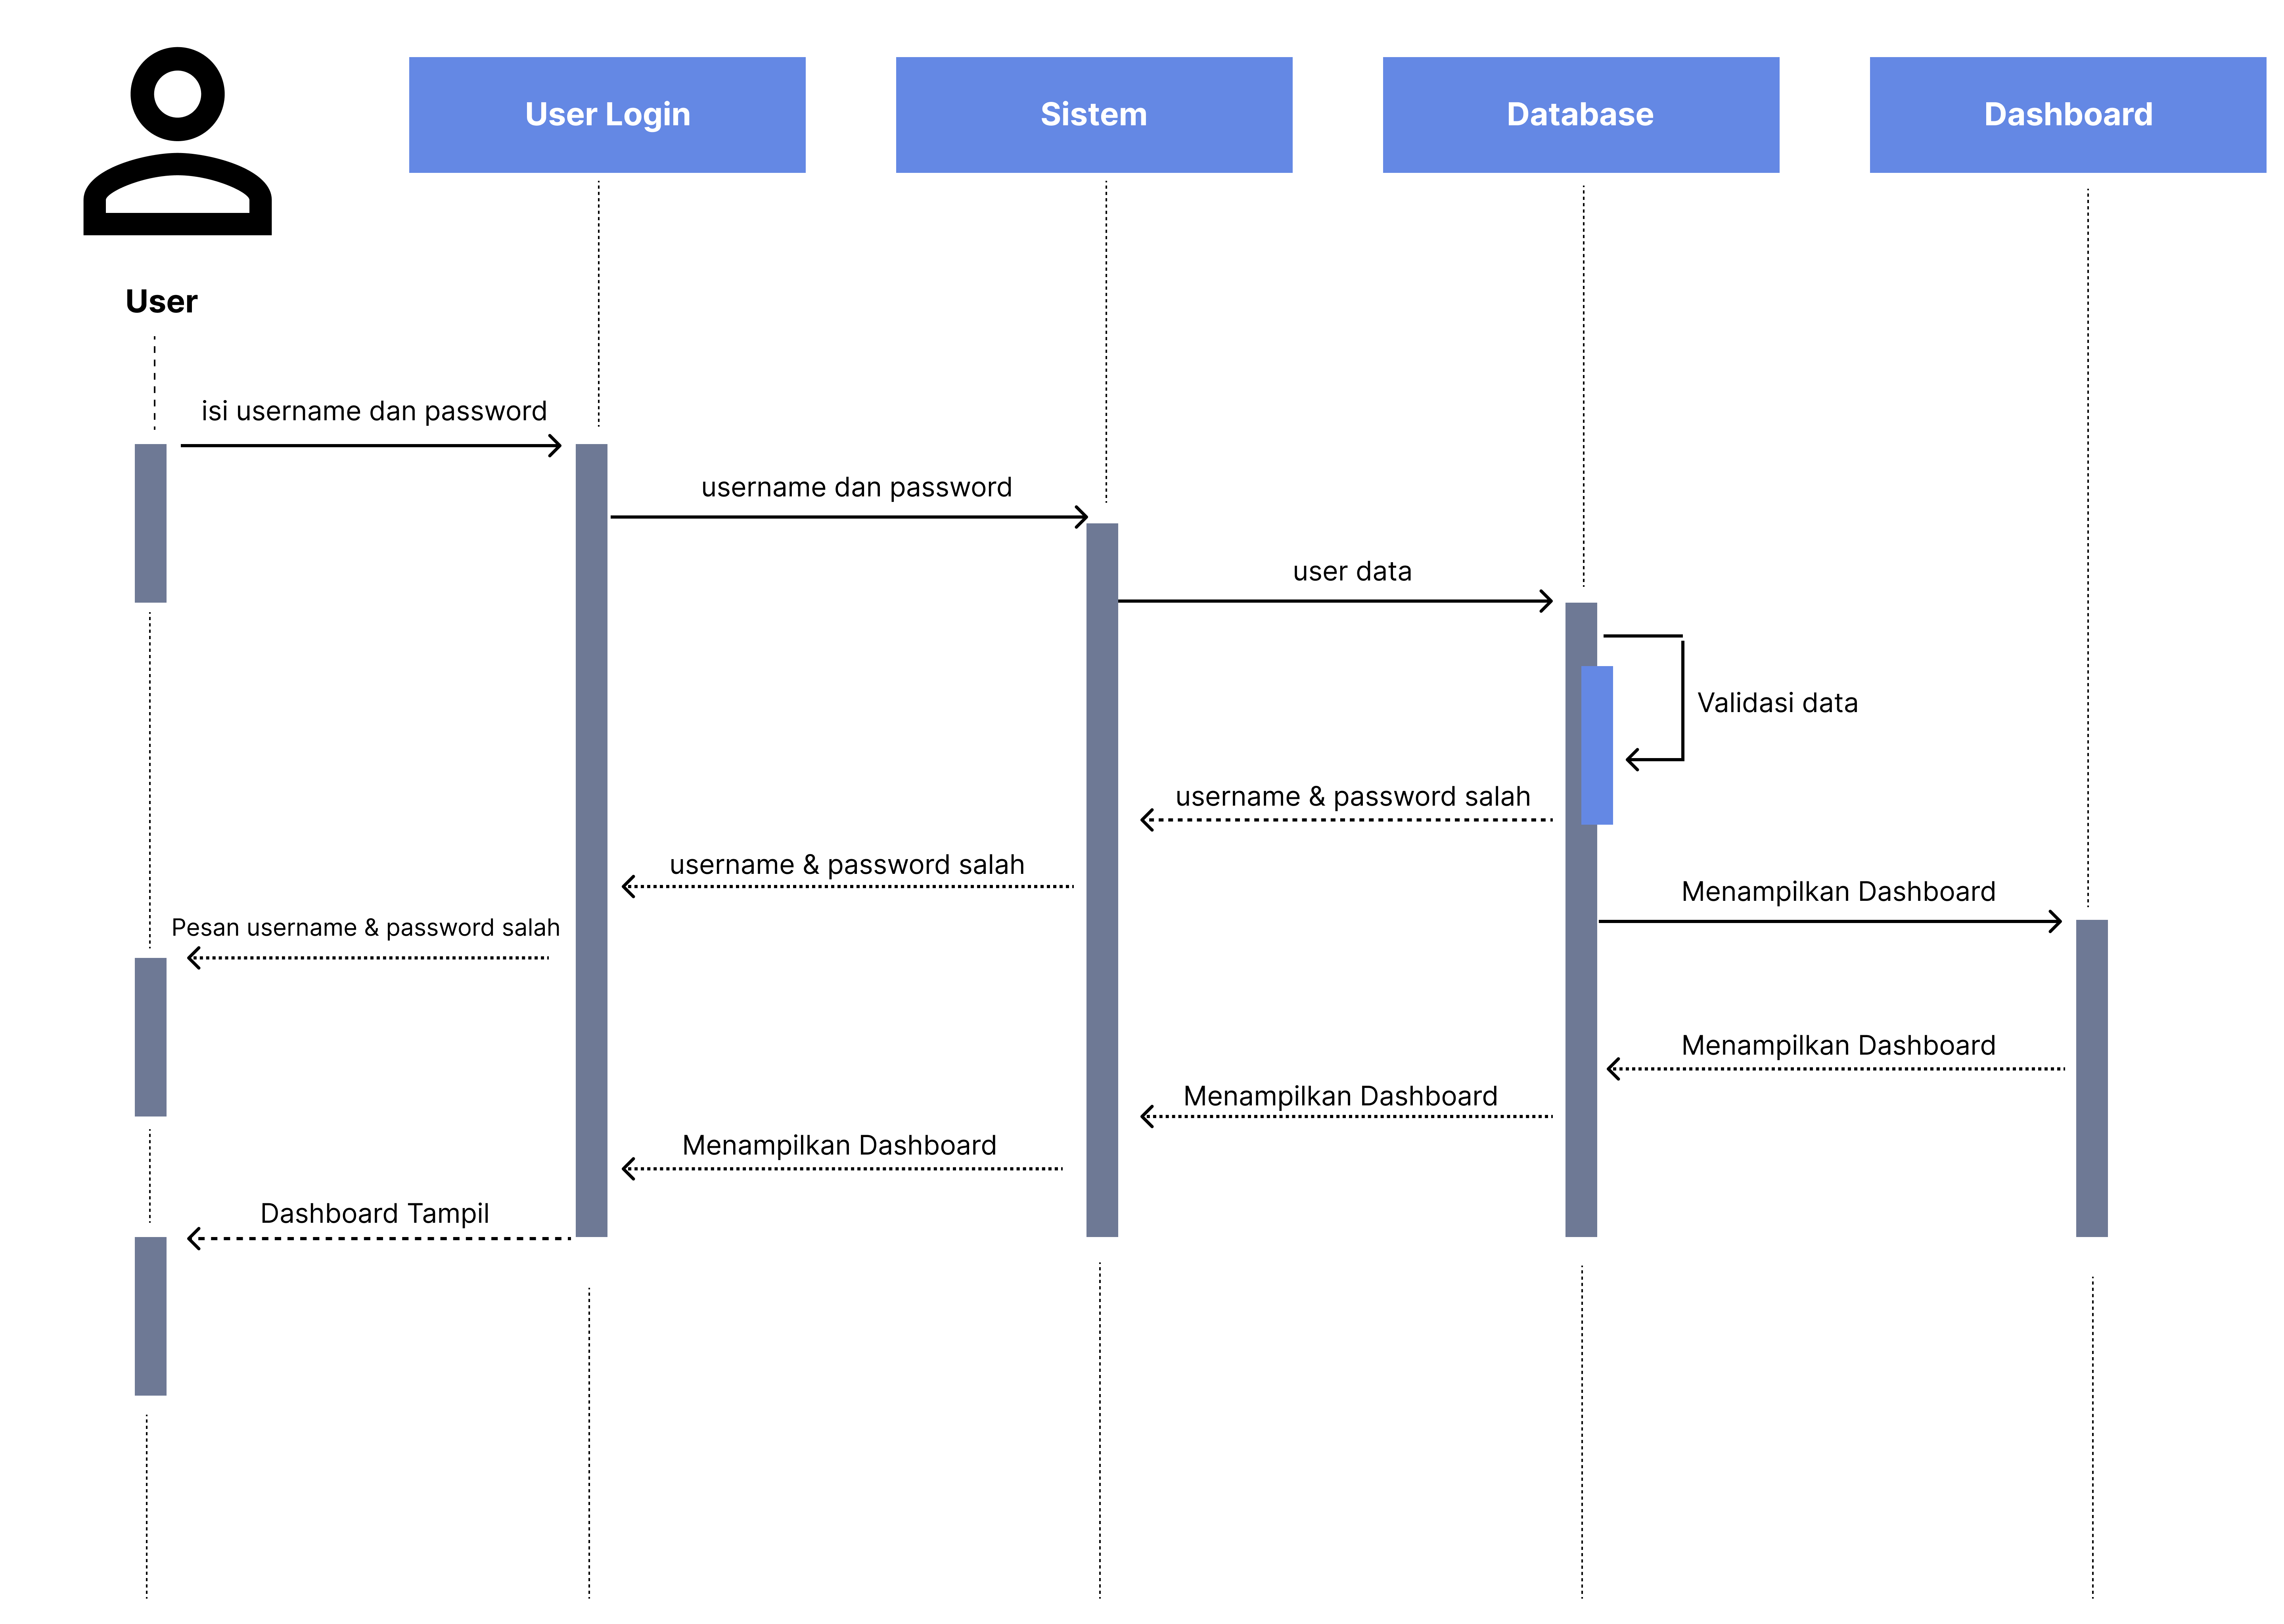 User Login
Sistem
Database
Dashboard
User
isi username dan password
username dan password
user data
Validasi data
username & password salah
username & password salah
Menampilkan Dashboard
Pesan username & password salah
Menampilkan Dashboard
Menampilkan Dashboard
Menampilkan Dashboard
Dashboard Tampil